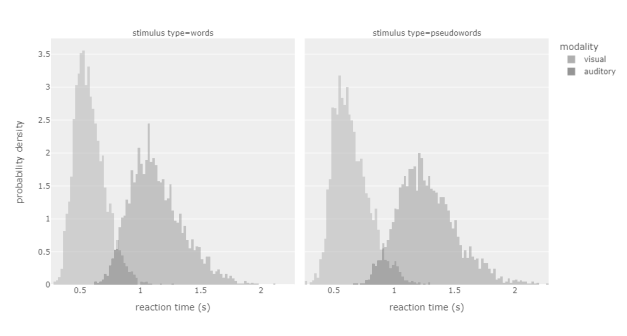 stimulus type=words
stimulus type=pseudowords
modality
visual
auditory
probability density
3.5
3
2.5
2
1.5
1
0.5
0
0.5
1
1.5
2
0.5
1
1.5
2
reaction time (s)
reaction time (s)